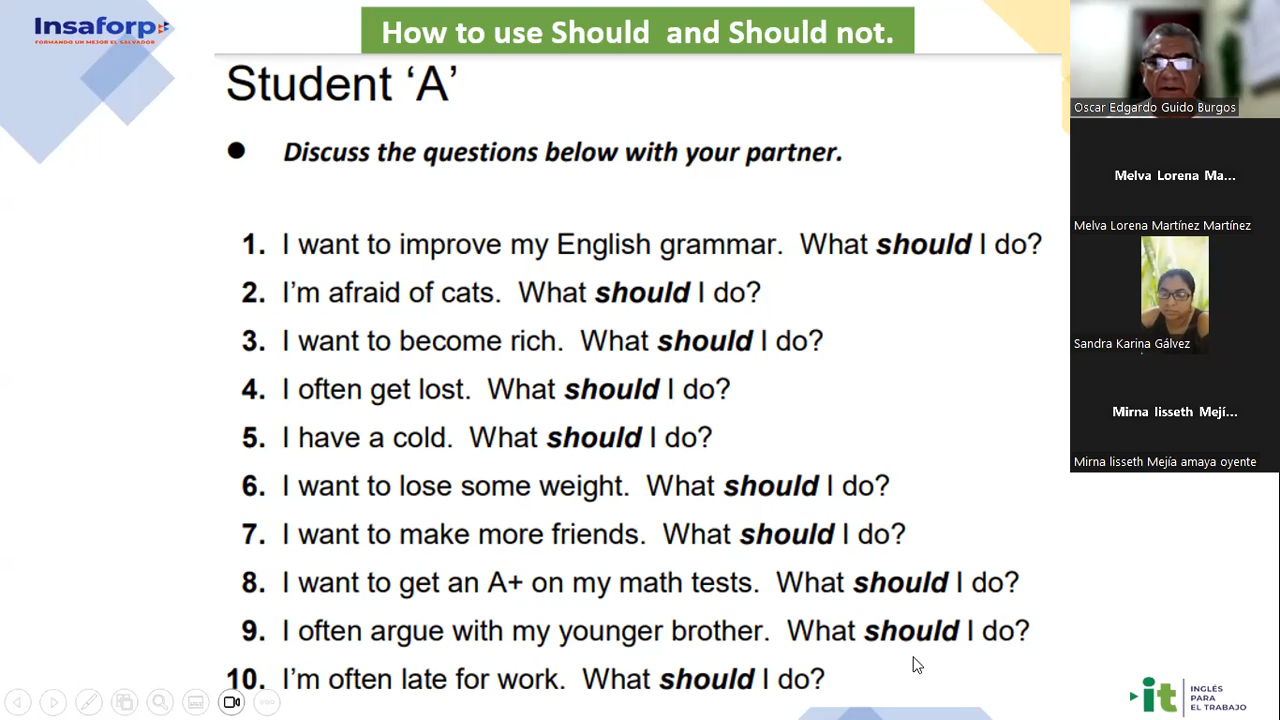 Insaforp
FORMANDO UN MEJOR EL SALVADOR
How to use Should and Should not.
Student ‘A’
● Discuss the questions below with your partner.
1. I want to improve my English grammar. What should I do?
2. I’m afraid of cats. What should I do?
3. I want to become rich. What should I do?
4. I often get lost. What should I do?
5. I have a cold. What should I do?
6. I want to lose some weight. What should I do?
7. I want to make more friends. What should I do?
8. I want to get an A+ on my math tests. What should I do?
9. I often argue with my younger brother. What should I do?
10. I’m often late for work. What should I do?
Oscar Edgardo Guido Burgos
Melva Lorena Ma...
Melva Lorena Martínez Martínez
Sandra Karina Gálvez
Mirna lisseth Mejí...
Mirna lisseth Mejía amaya oyente
it
INGLÉS
PARA
EL TRABAJO